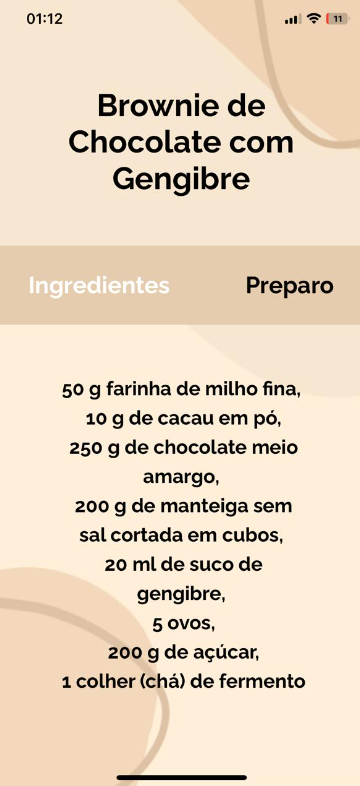 01:12
11
Brownie de
Chocolate com
Gengibre
Ingredientes
Preparo
50 g farinha de milho fina,
10 g de cacau em pó,
250 g de chocolate meio
amargo,
200 g de manteiga sem
sal cortada em cubos,
20 ml de suco de
gengibre,
5 ovos,
200 g de açúcar,
1 colher (chá) de fermento